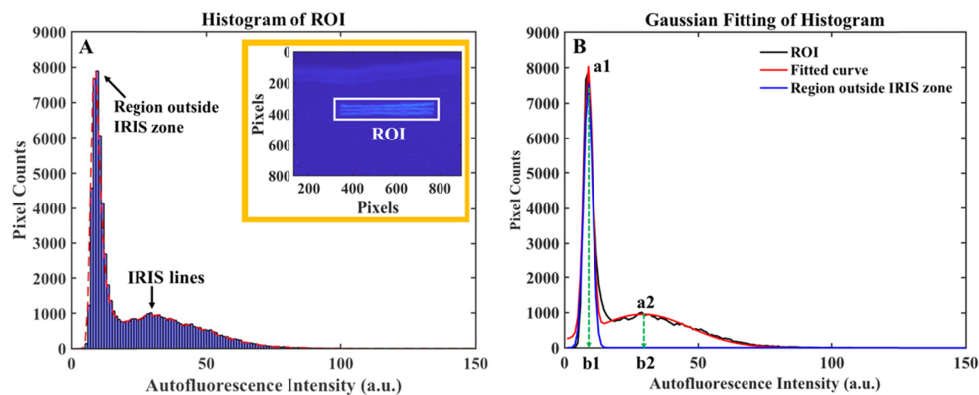 Histogram of ROI
A
9000
8000
7000
6000
5000
4000
3000
2000
1000
0
Pixel Counts
Region outside
IRIS zone
IRIS lines
0
200
400
600
800
Pixels
ROI
200 400 600 800
Pixels
0 50 100 150
Autofluorescence Intensity (a.u.)
Gaussian Fitting of Histogram
B
9000
8000
7000
6000
5000
4000
3000
2000
1000
0
Pixel Counts
a1
ROI
Fitted curve
Region outside IRIS zone
a2
0 b1 b2 50 100 150
Autofluorescence Intensity (a.u.)